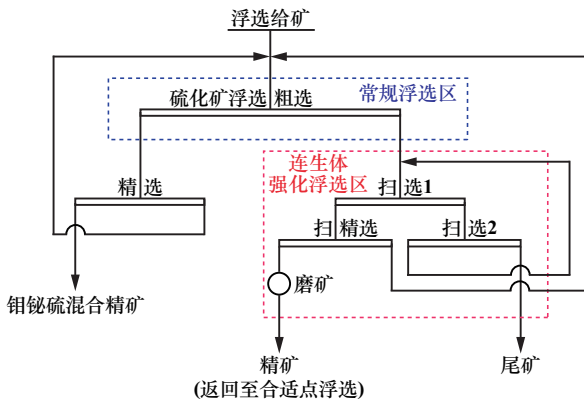 浮选给矿
常规浮选区
硫化矿浮选 粗选
连生体
强化浮选区
精选
扫选1
扫精选
扫选2
磨矿
钼铋硫混合精矿
精矿
(返回至合适点浮选)
尾矿